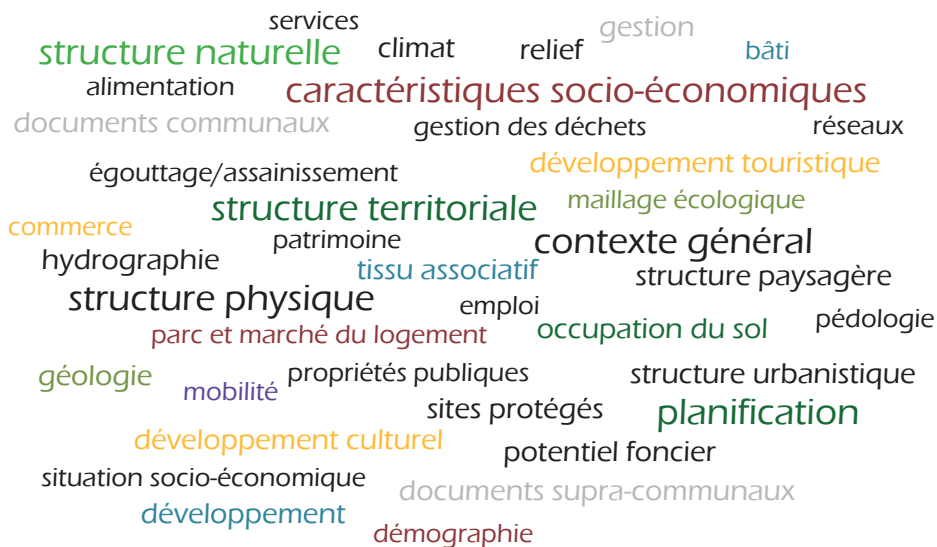 services
gestion
structure naturelle
climat
relief
bâti
alimentation
caractéristiques socio-économiques
documents communaux
gestion des déchets
réseaux
égouttage/assainissement
développement touristique
structure territoriale
maillage écologique
commerce
patrimoine
contexte général
hydrographie
tissu associatif
structure paysagère
structure physique
emploi
parc et marché du logement
occupation du sol
pédologie
géologie
mobilité
propriétés publiques
structure urbanistique
sites protégés
planification
développement culturel
potentiel foncier
situation socio-économique
documents supra-communaux
développement
démographie